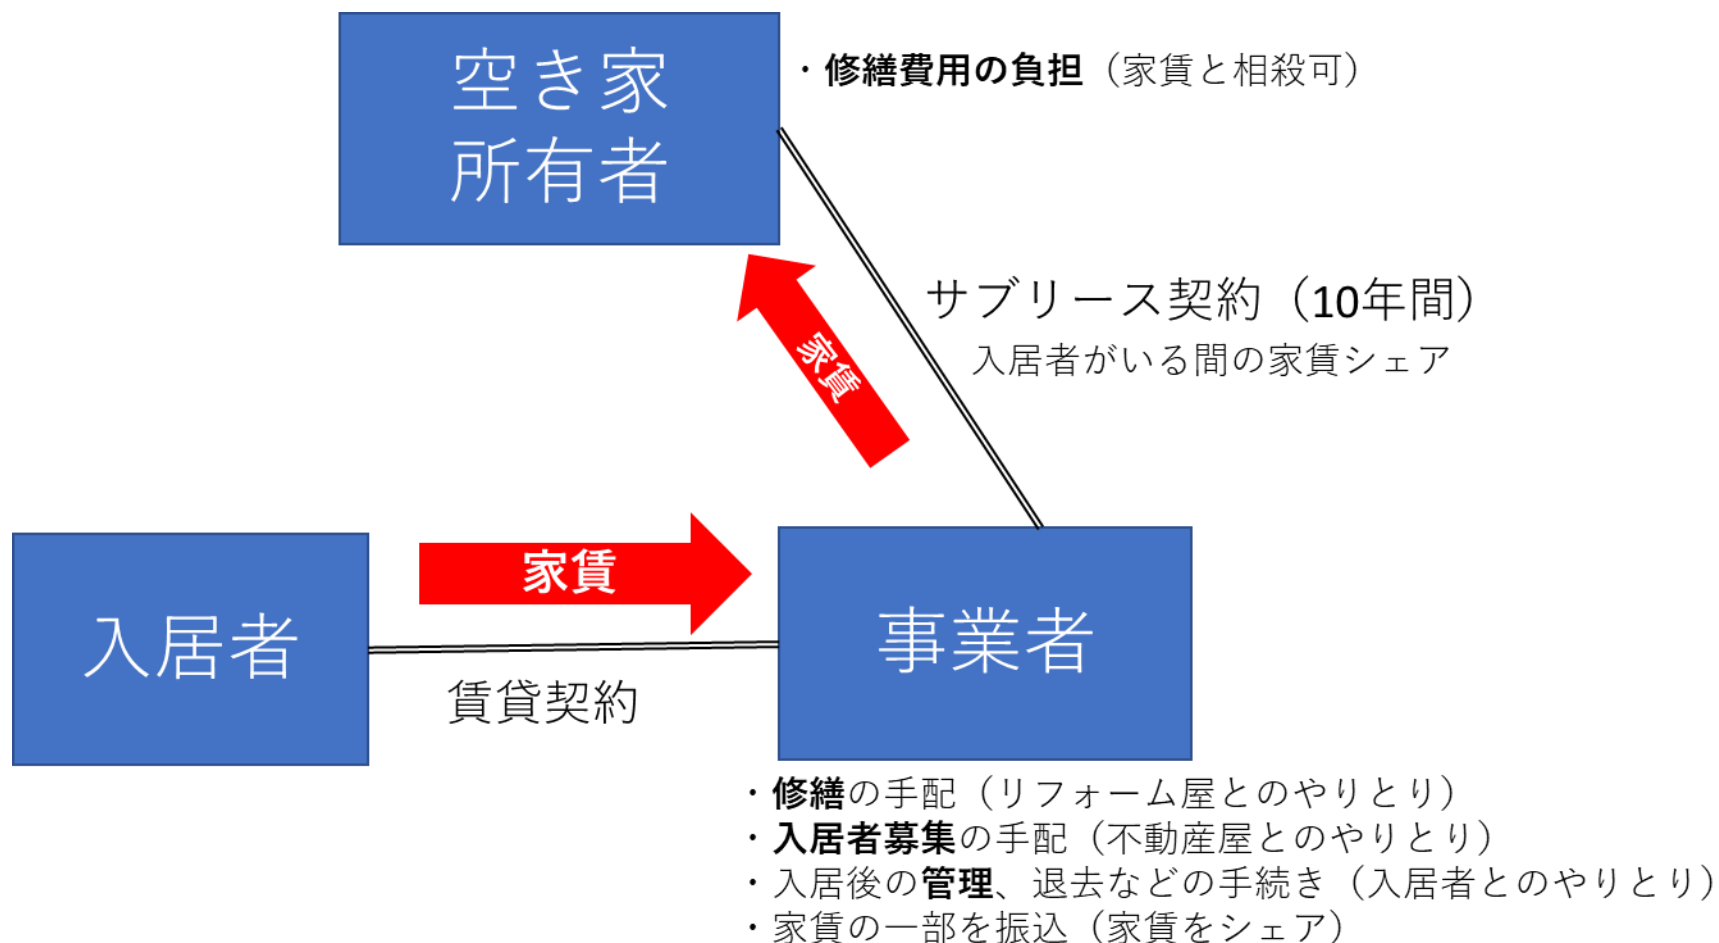 空き家
所有者
・修繕費用の負担（家賃と相殺可）
サブリース契約（10年間）
入居者がいる間の家賃シェア
家賃
家賃
入居者
賃貸契約
事業者
・修繕の手配（リフォーム屋とのやりとり）
・入居者募集の手配（不動産屋とのやりとり）
・入居後の管理、退去などの手続き（入居者とのやりとり）
・家賃の一部を振込（家賃をシェア）